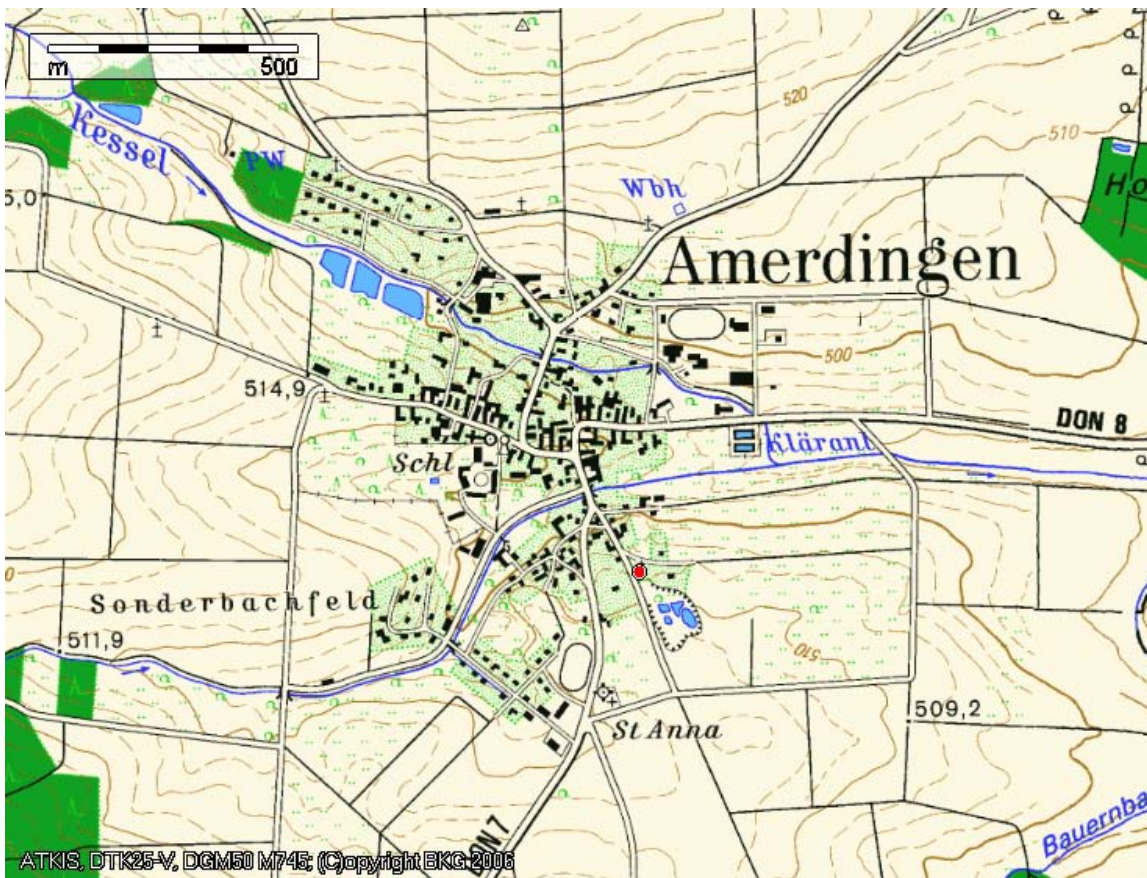 m 500
520
Kessel
510
PW
Wbh
5,0
Ho
Amerdingen
500
514,9
DON 8
Schl
Kläranl
Sonderbachfeld
511,9
510
509,2
St Anna
DON 7
Bauernba
ATKIS, DTK25-V, DGM50 M745; (C)opyright BKG 2006